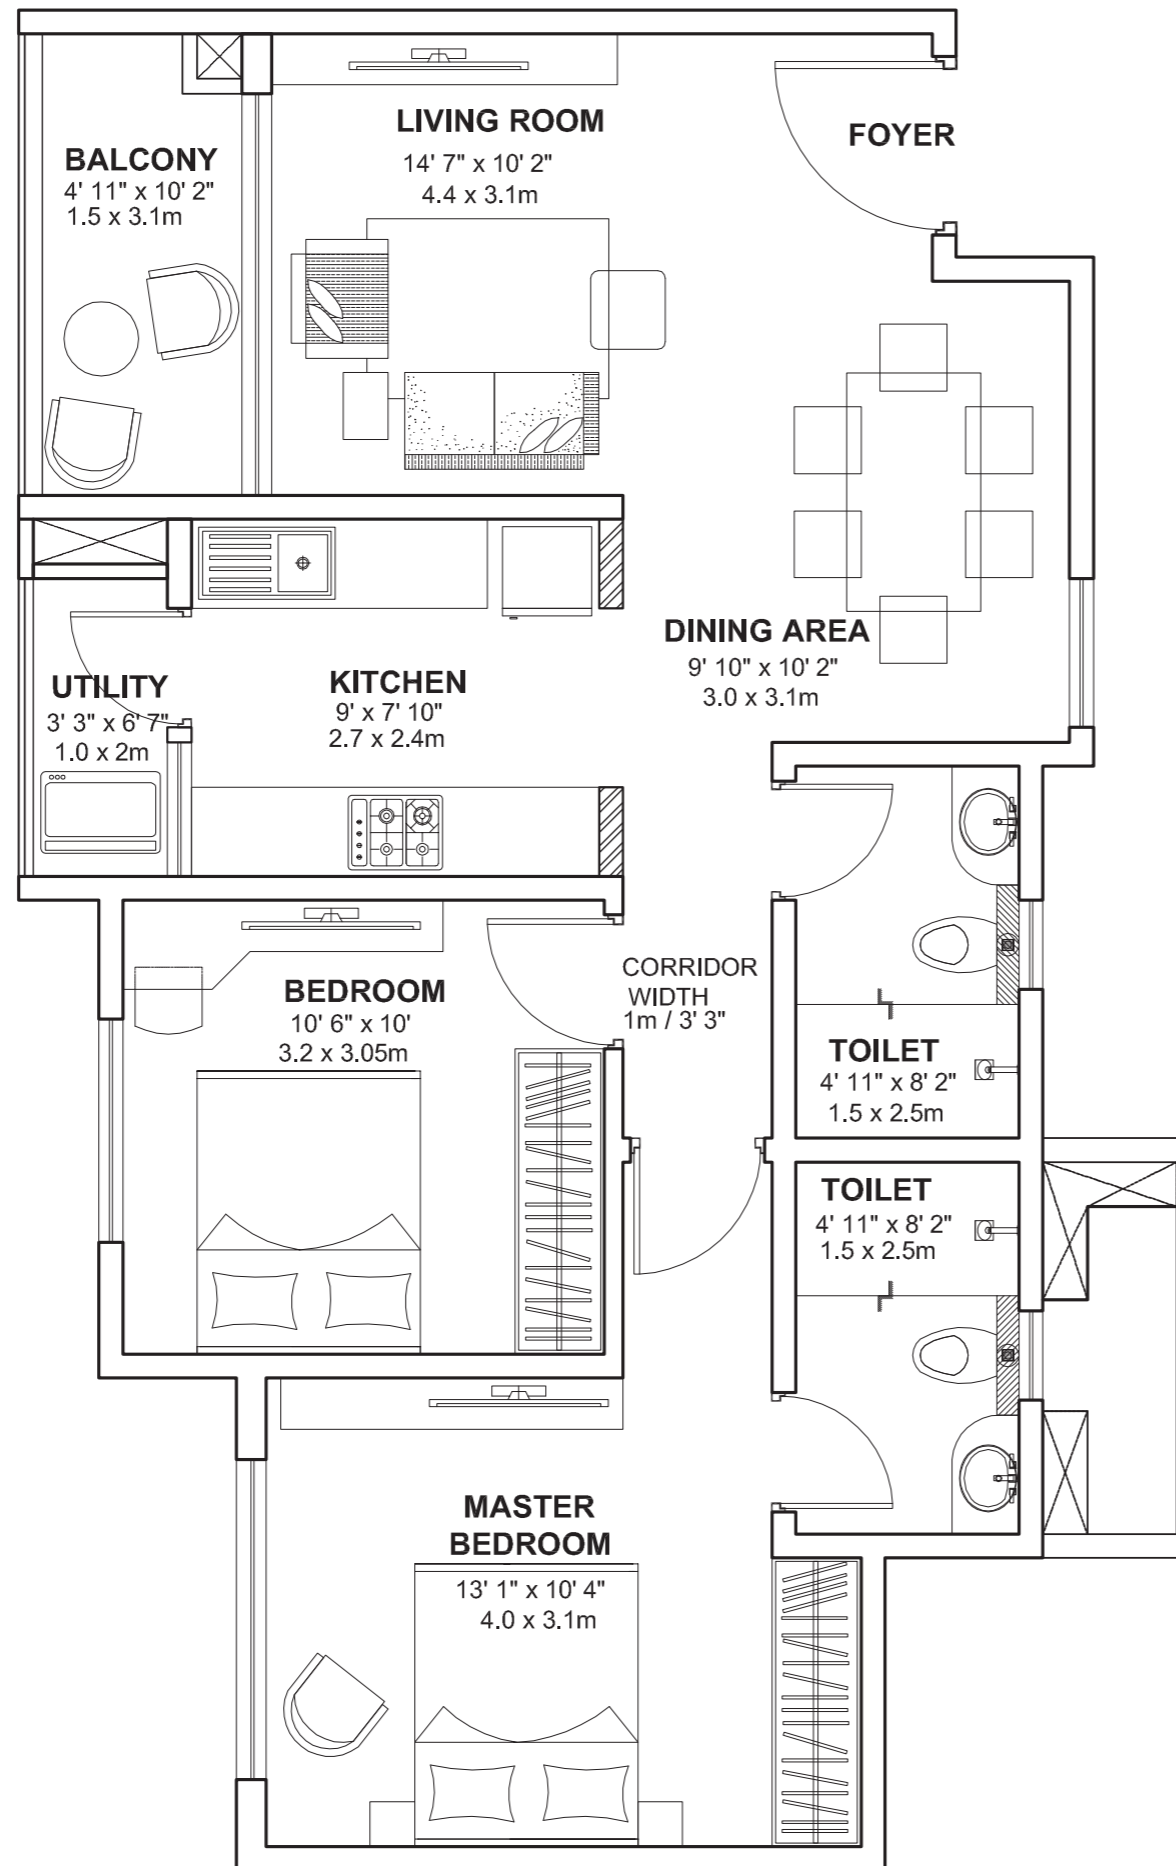 LIVING ROOM
14' 7" x 10' 2"
4.4 x 3.1m
FOYER
BALCONY
4' 11" x 10' 2"
1.5 x 3.1m
DINING AREA
9' 10" x 10' 2"
3.0 x 3.1m
UTILITY
3' 3" x 6' 7"
1.0 x 2m
KITCHEN
9' x 7' 10"
2.7 x 2.4m
CORRIDOR
WIDTH
1m / 3' 3"
BEDROOM
10' 6" x 10'
3.2 x 3.05m
TOILET
4' 11" x 8' 2"
1.5 x 2.5m
TOILET
4' 11" x 8' 2"
1.5 x 2.5m
MASTER
BEDROOM
13' 1" x 10' 4"
4.0 x 3.1m